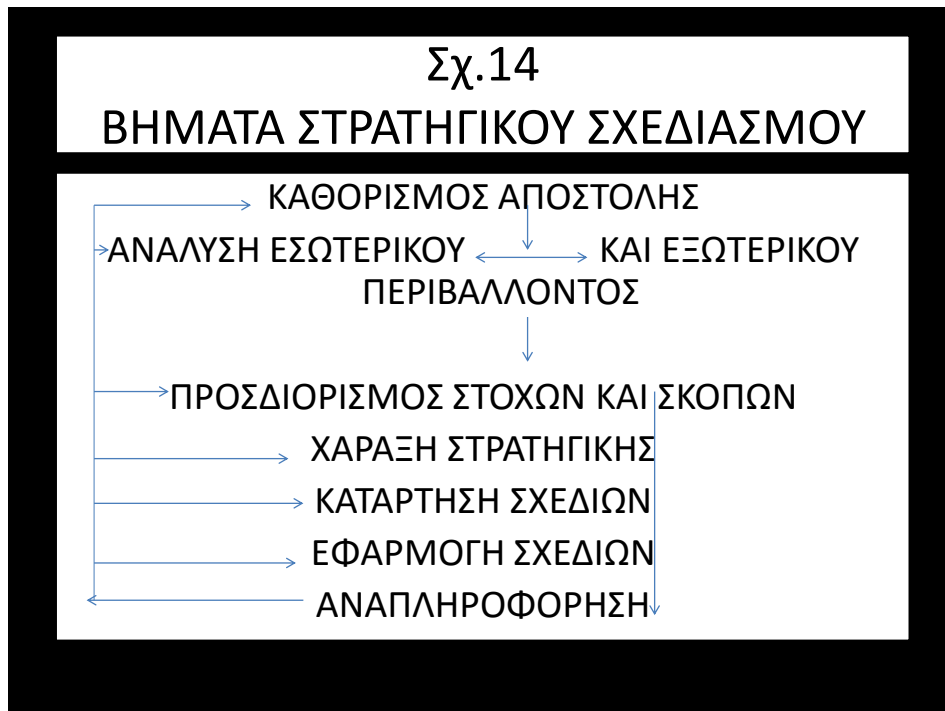 Σχ.14
ΒΗΜΑΤΑ ΣΤΡΑΤΗΓΙΚΟΥ ΣΧΕΔΙΑΣΜΟΥ
ΚΑΘΟΡΙΣΜΟΣ ΑΠΟΣΤΟΛΗΣ
ΑΝΑΛΥΣΗ ΕΣΩΤΕΡΙΚΟΥ ΚΑΙ ΕΞΩΤΕΡΙΚΟΥ
ΠΕΡΙΒΑΛΛΟΝΤΟΣ
ΠΡΟΣΔΙΟΡΙΣΜΟΣ ΣΤΟΧΩΝ ΚΑΙ ΣΚΟΠΩΝ
ΧΑΡΑΞΗ ΣΤΡΑΤΗΓΙΚΗΣ
ΚΑΤΑΡΤΗΣΗ ΣΧΕΔΙΩΝ
ΕΦΑΡΜΟΓΗ ΣΧΕΔΙΩΝ
ΑΝΑΠΛΗΡΟΦΟΡΗΣΗ